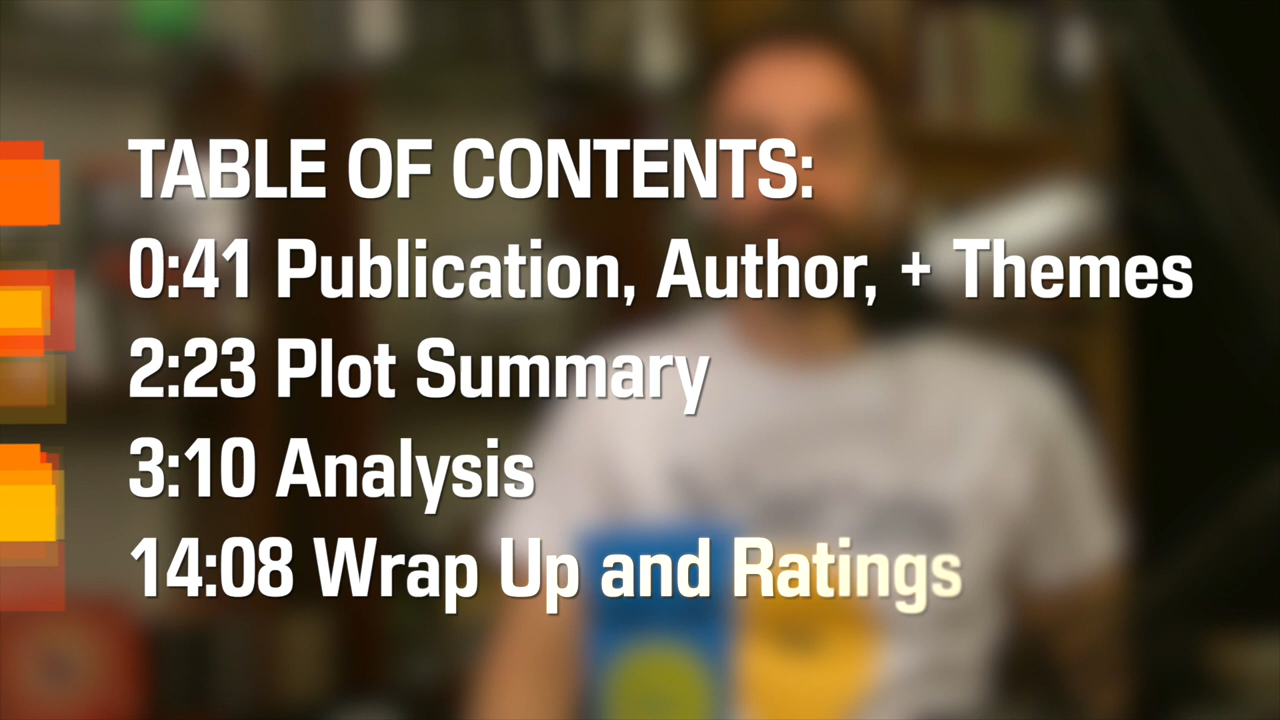 TABLE OF CONTENTS:
0:41 Publication, Author, + Themes
2:23 Plot Summary
3:10 Analysis
14:08 Wrap Up and Ratings